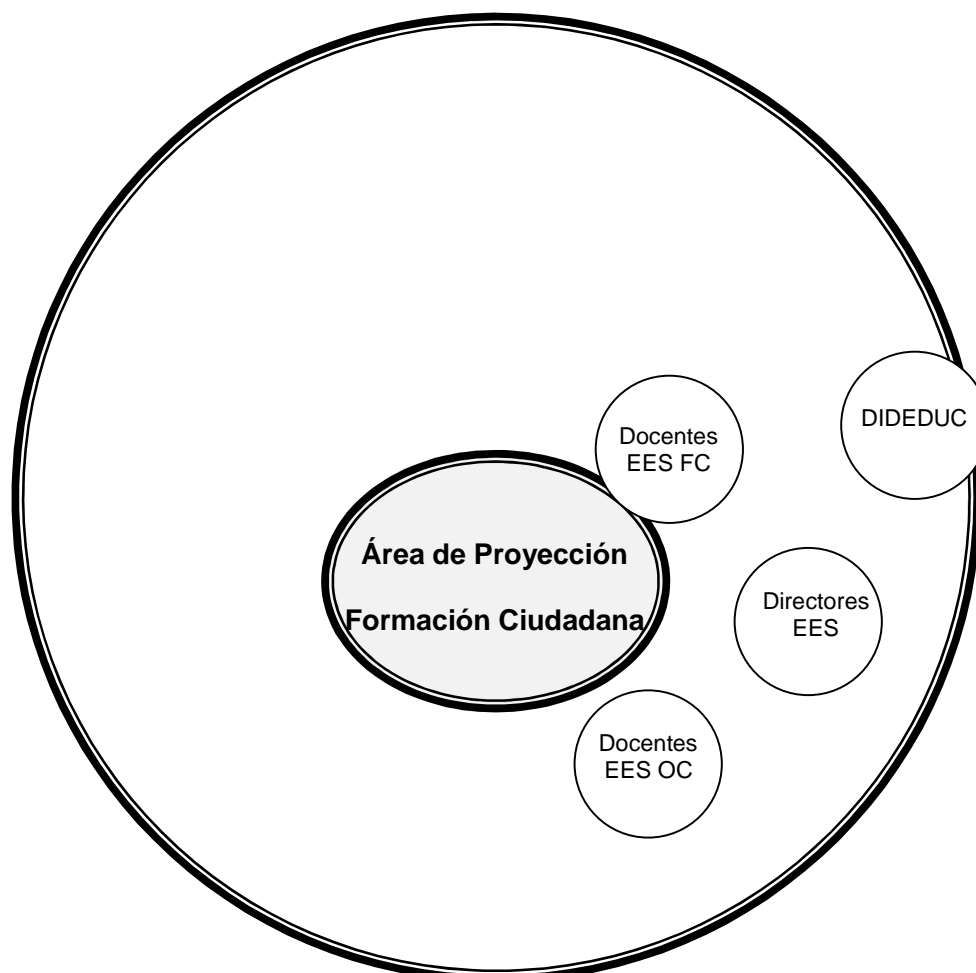 DIDEDUC
Docentes
EES FC
Área de Proyección
Formación Ciudadana
Directores
EES
Docentes
EES OC